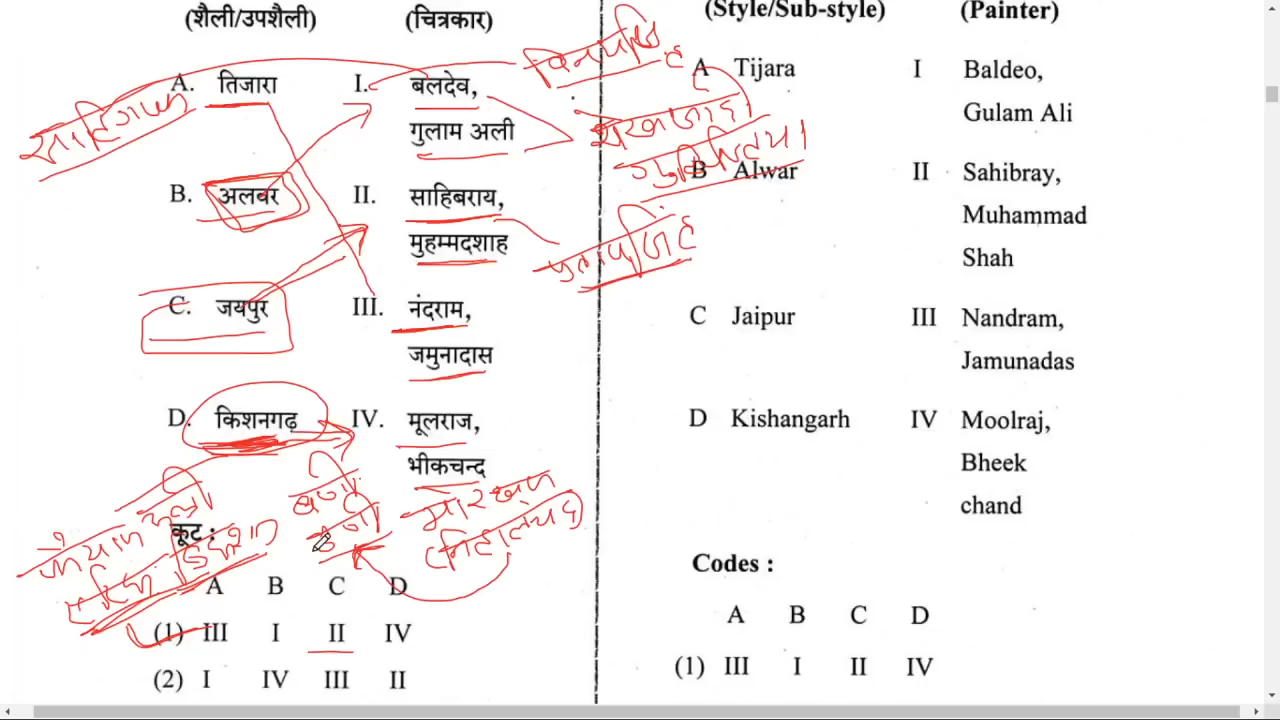 (शैली/उपशैली) (चित्रकार)
A. तिजारा I. बलदेव,
गुलाम अली
B. अलवर II. साहिबराय,
मुहम्मदशाह
C. जयपुर III. नंदराम,
जमुनादास
D. किशनगढ़ IV. मूलराज,
भीकचन्द
कूट :
A B C D
(1) III I II IV
(2) I IV III II
(Style/Sub-style) (Painter)
A Tijara I Baldeo,
Gulam Ali
B Alwar II Sahibray,
Muhammad
Shah
C Jaipur III Nandram,
Jamunadas
D Kishangarh IV Moolraj,
Bheek
chand
Codes :
A B C D
(1) III I II IV
बणी
ठणी